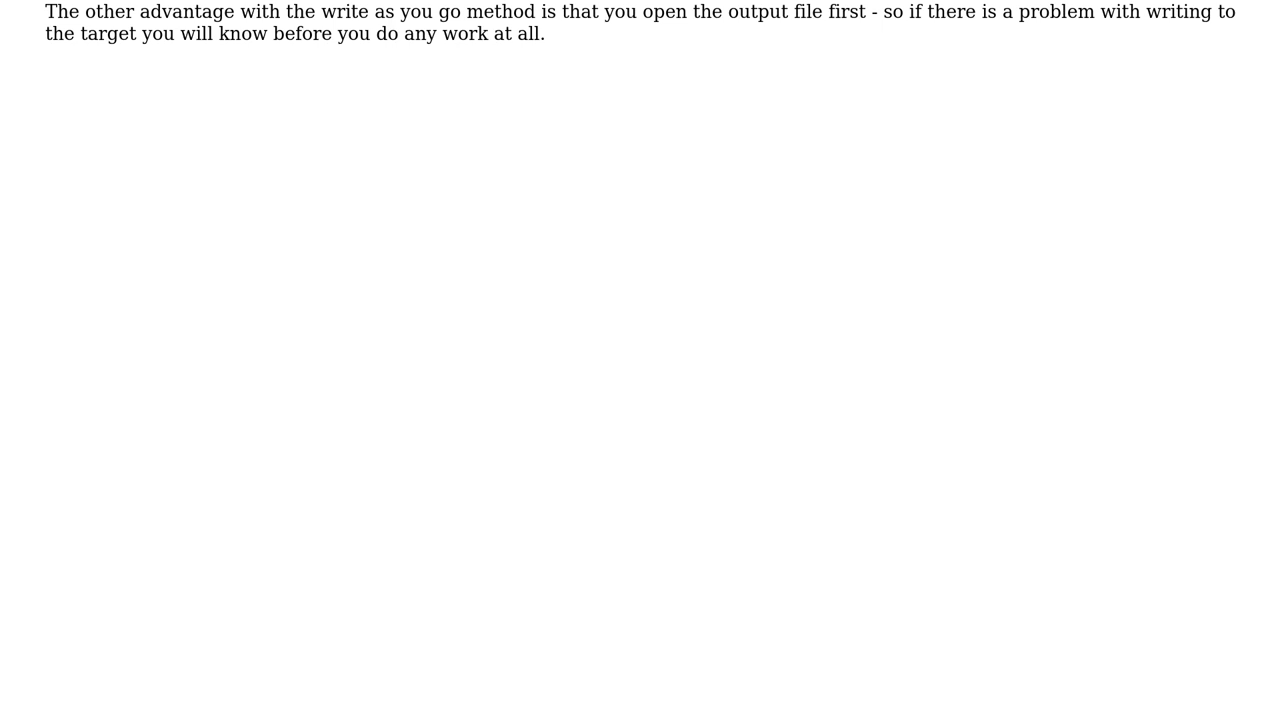 The other advantage with the write as you go method is that you open the output file first - so if there is a problem with writing to
the target you will know before you do any work at all.